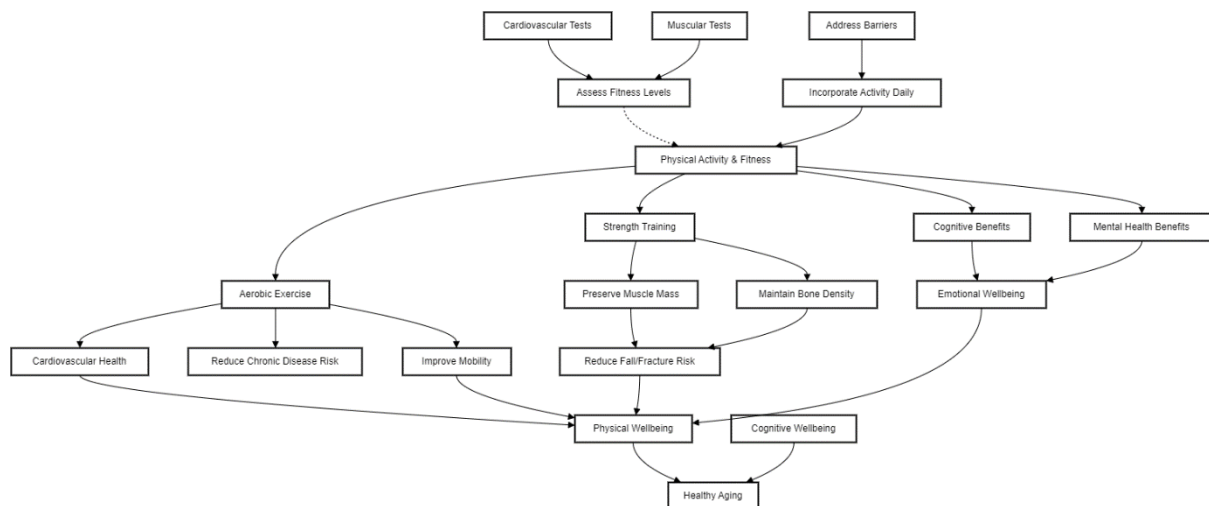 Cardiovascular Tests
Muscular Tests
Address Barriers
Assess Fitness Levels
Incorporate Activity Daily
Physical Activity & Fitness
Strength Training
Cognitive Benefits
Mental Health Benefits
Aerobic Exercise
Preserve Muscle Mass
Maintain Bone Density
Emotional Wellbeing
Cardiovascular Health
Reduce Chronic Disease Risk
Improve Mobility
Reduce Fall/Fracture Risk
Physical Wellbeing
Cognitive Wellbeing
Healthy Aging